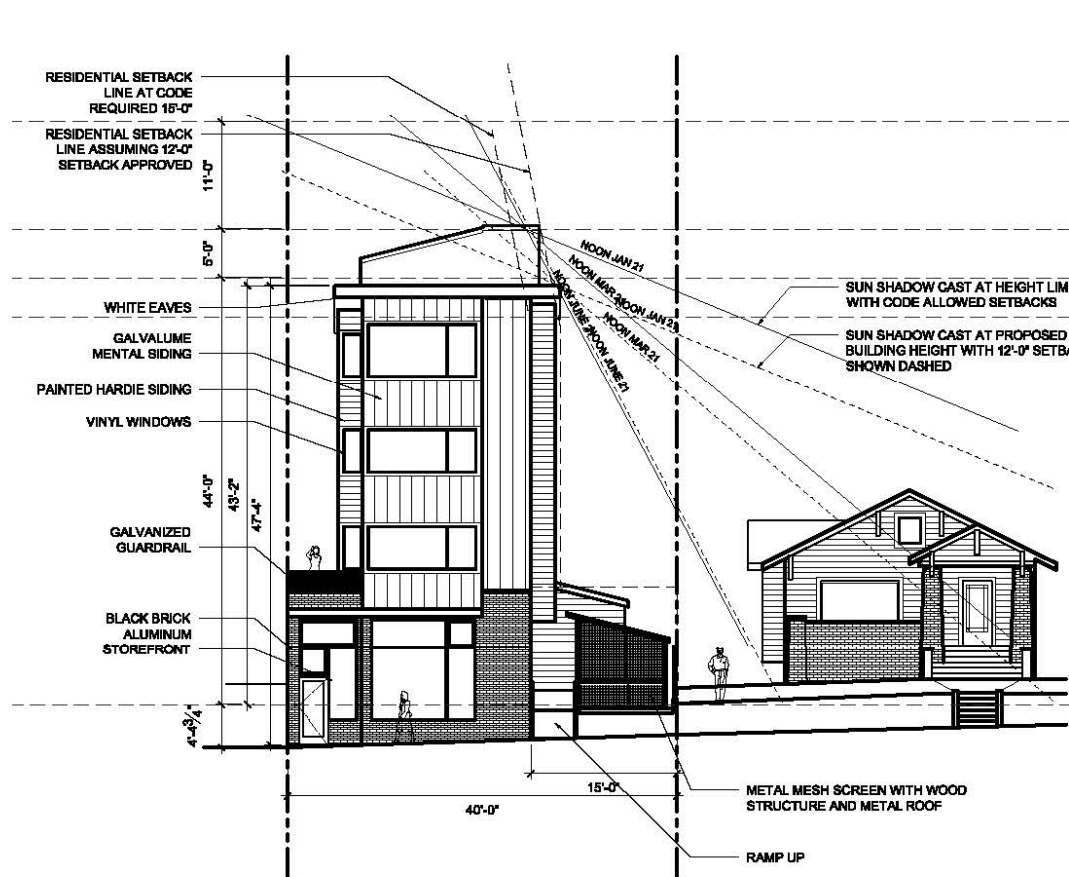 RESIDENTIAL SETBACK
LINE AT CODE
REQUIRED 15'-0"
RESIDENTIAL SETBACK
LINE ASSUMING 12'-0"
SETBACK APPROVED
11'-0"
5'-0"
NOON JAN 21
NOON MAR 21
NOON JAN 21
NOON JUNE 21
NOON MAR 21
NOON JUNE 21
SUN SHADOW CAST AT HEIGHT LIM
WITH CODE ALLOWED SETBACKS
SUN SHADOW CAST AT PROPOSED
BUILDING HEIGHT WITH 12'-0" SETBA
SHOWN DASHED
WHITE EAVES
GALVALUME
MENTAL SIDING
PAINTED HARDIE SIDING
VINYL WINDOWS
44'-0"
43'-2"
47'-4"
GALVANIZED
GUARDRAIL
BLACK BRICK
ALUMINUM
STOREFRONT
4'-4 3/4"
15'-0"
40'-0"
METAL MESH SCREEN WITH WOOD
STRUCTURE AND METAL ROOF
RAMP UP